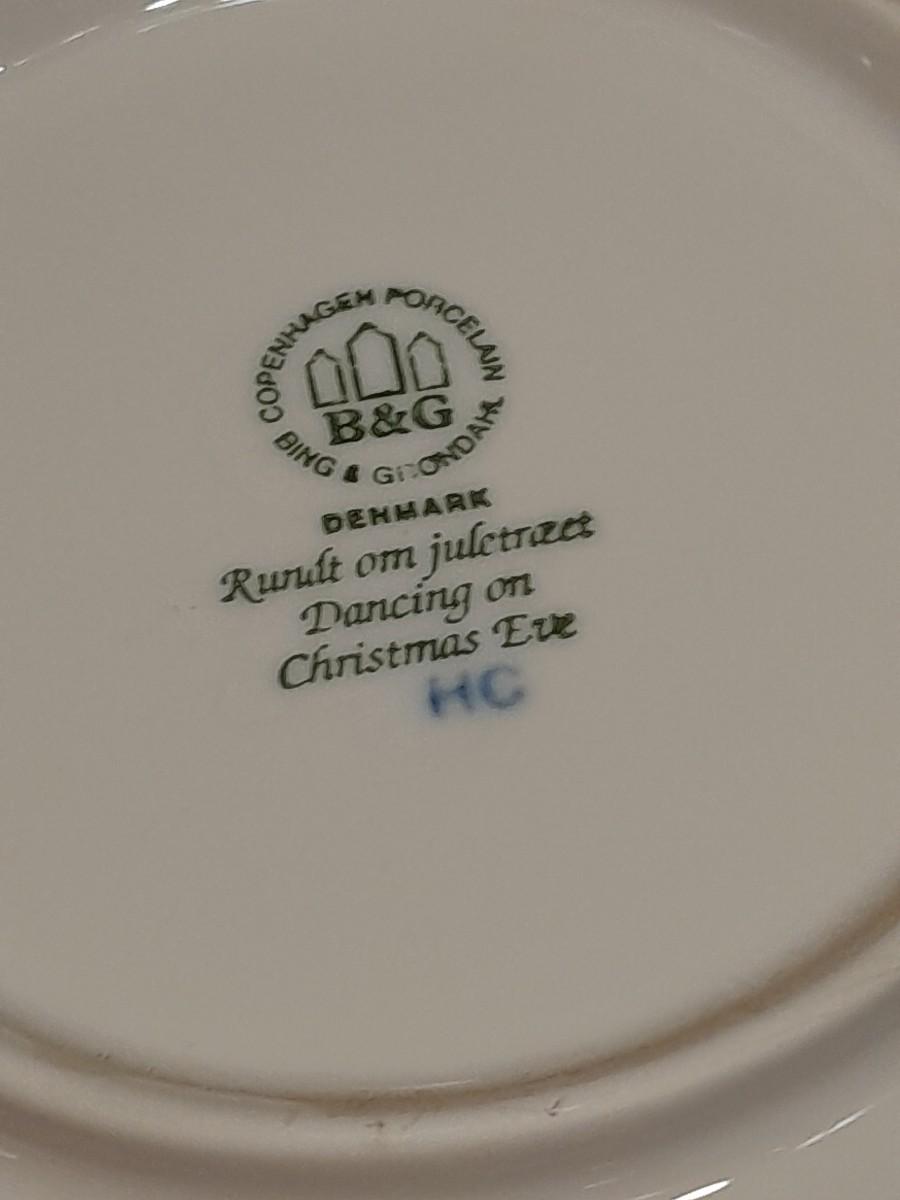 COPENHAGEN PORCELAIN
B&G
BING & GRONDAHL
DENMARK
Rundt om juletræet
Dancing on
Christmas Eve
HC